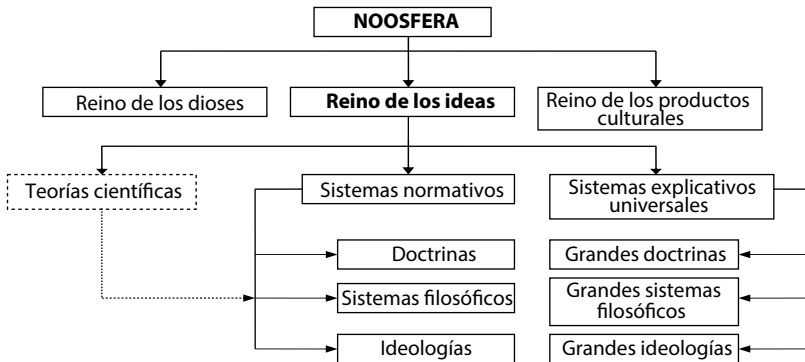 NOOSFERA
Reino de los dioses
Reino de las ideas
Reino de los productos
culturales
Teorías científicas
Sistemas normativos
Sistemas explicativos
universales
Doctrinas
Grandes doctrinas
Sistemas filosóficos
Grandes sistemas
filosóficos
Ideologías
Grandes ideologías